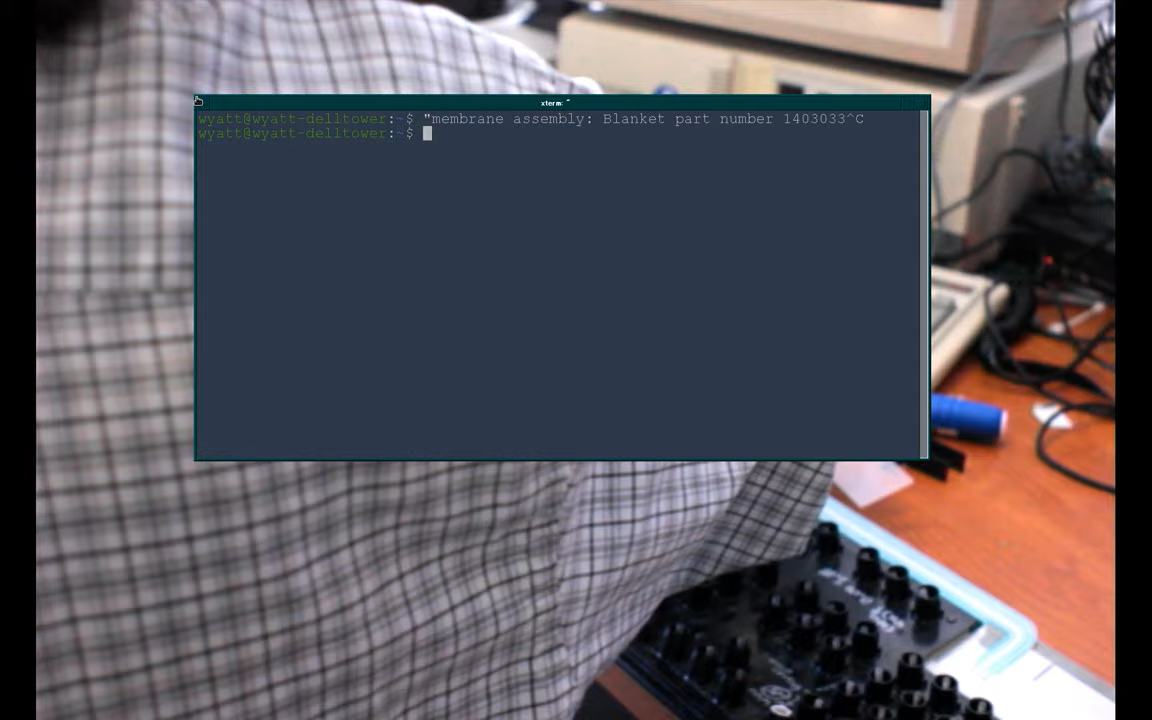 xterm: ~
wyatt@wyatt-delltower:~$ "membrane assembly: Blanket part number 1403033^C
wyatt@wyatt-delltower:~$